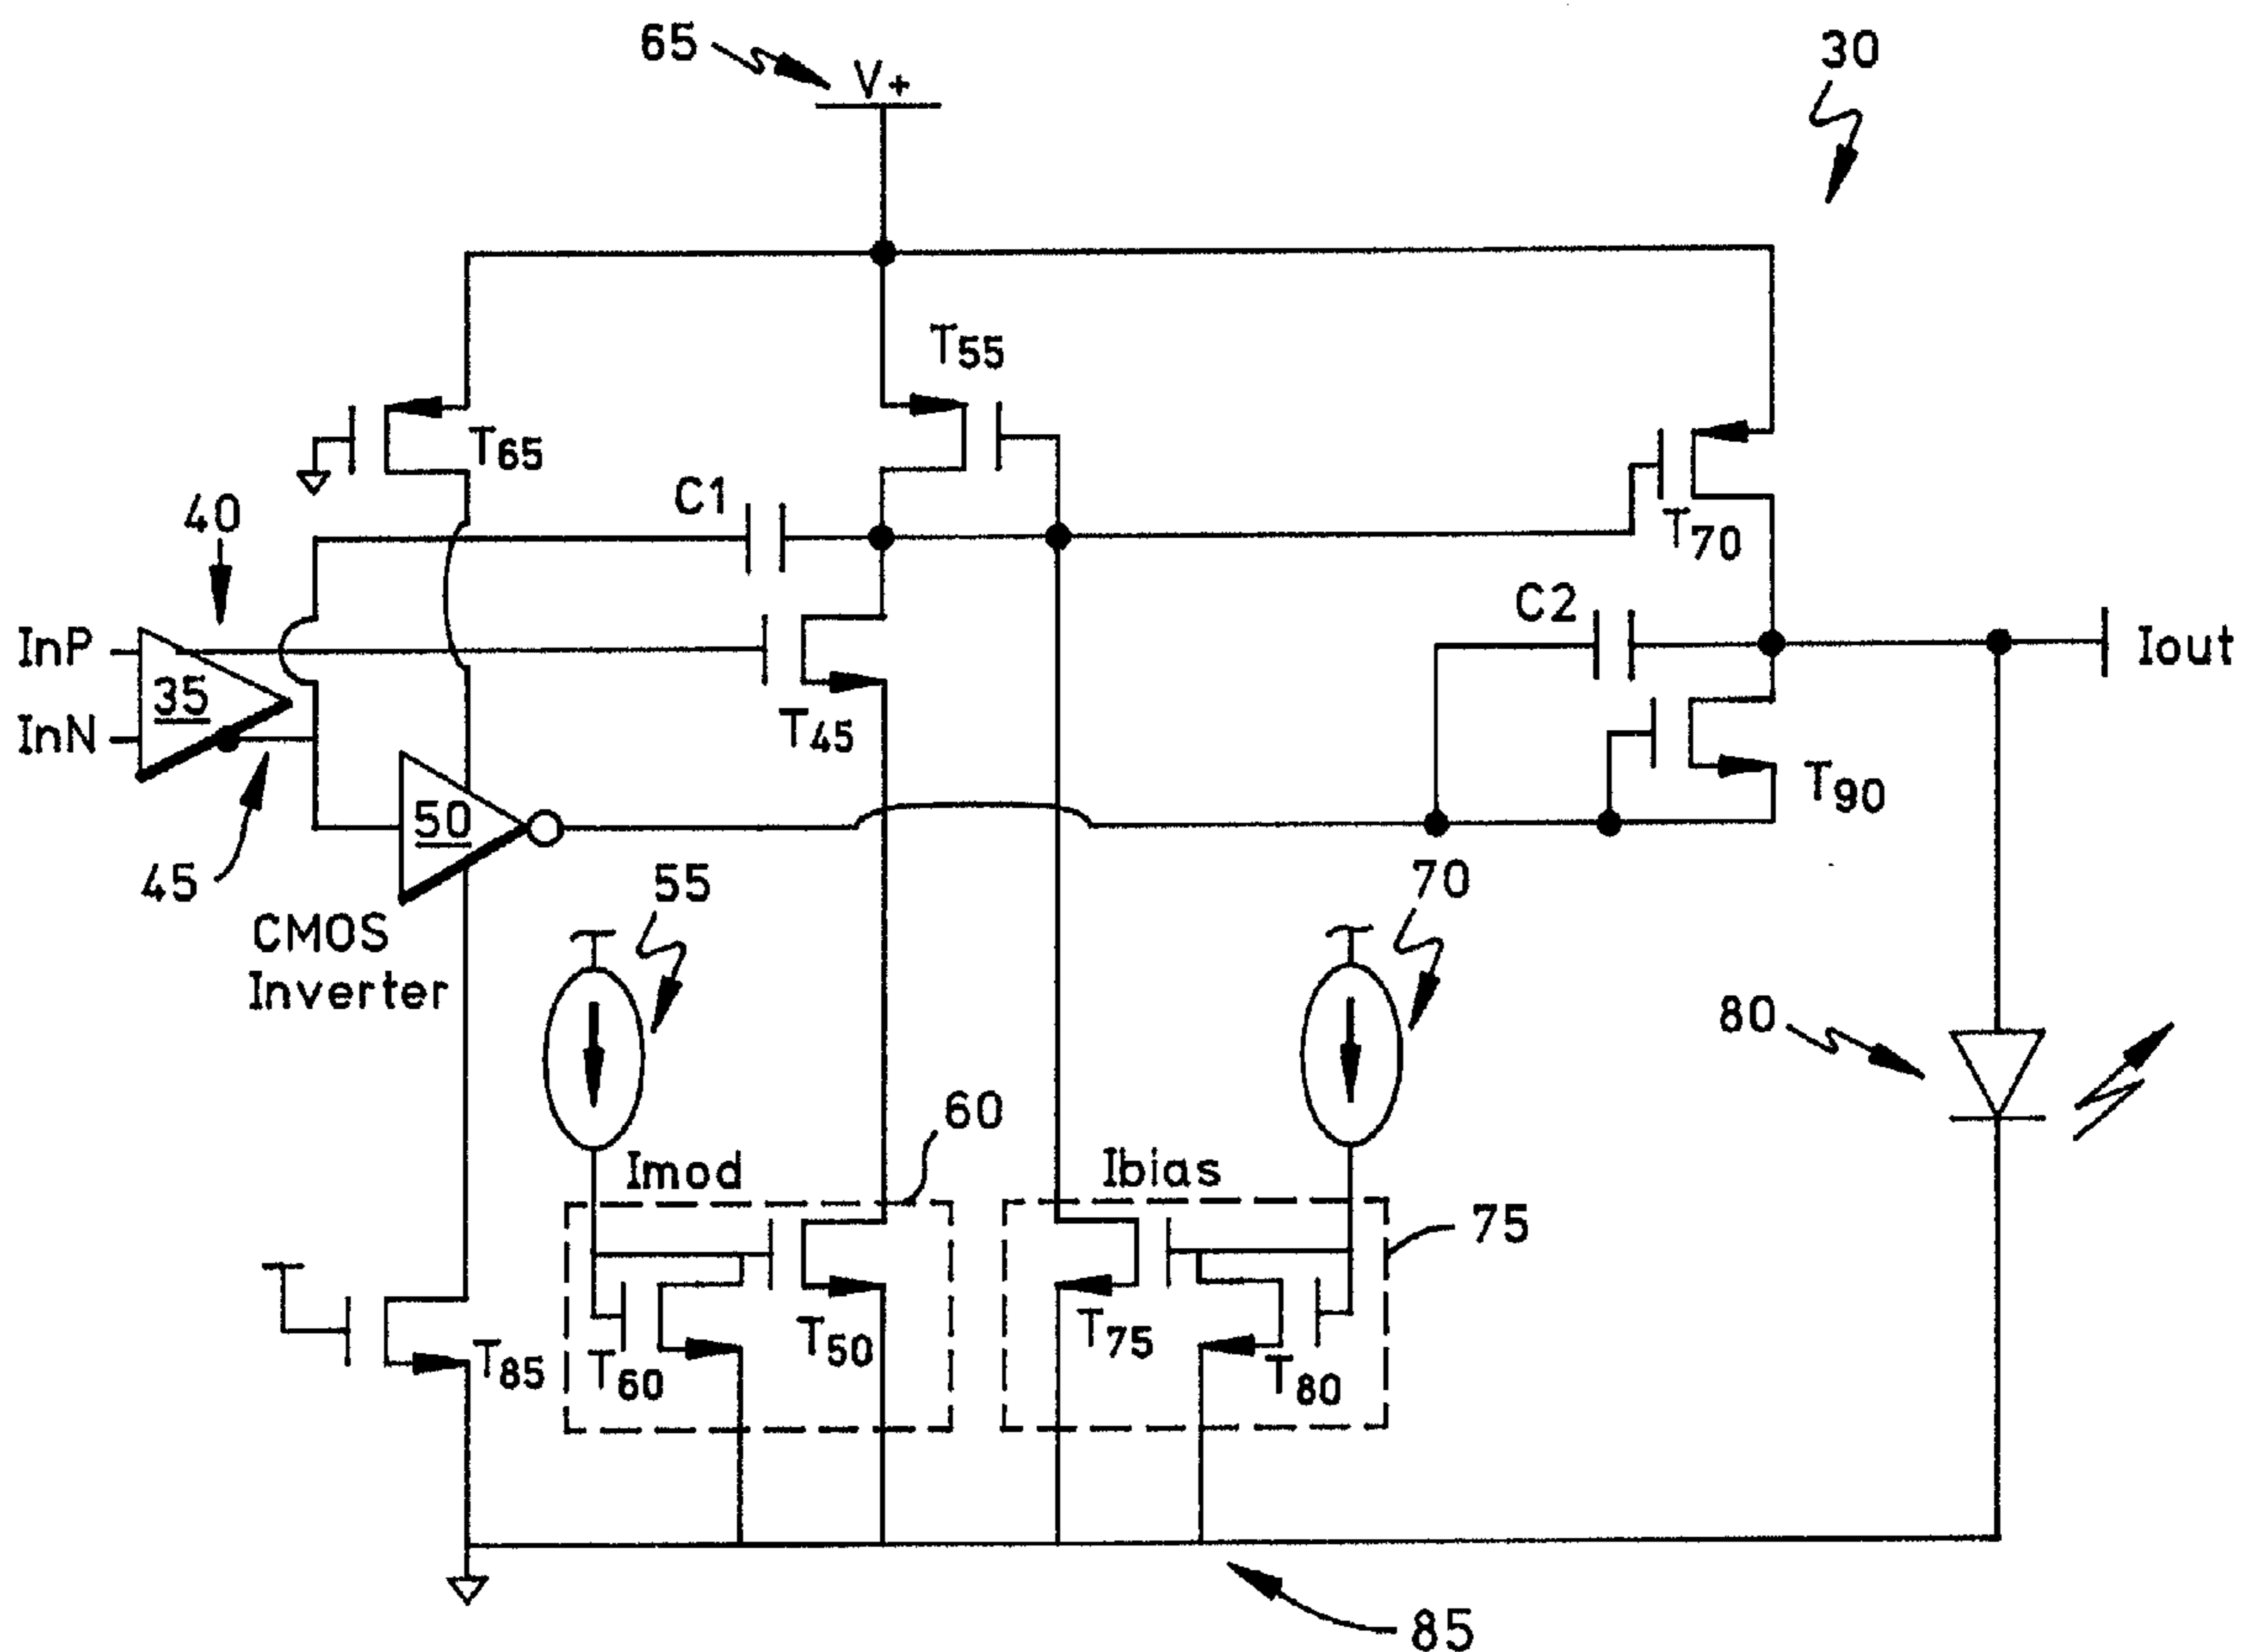 65
V+
30
T55
T65
C1
T70
40
C2
InP
Iout
35
InN
T45
T90
50
45
55
70
CMOS
Inverter
80
60
Imod
Ibias
75
T50
T75
T85
T60
T80
85